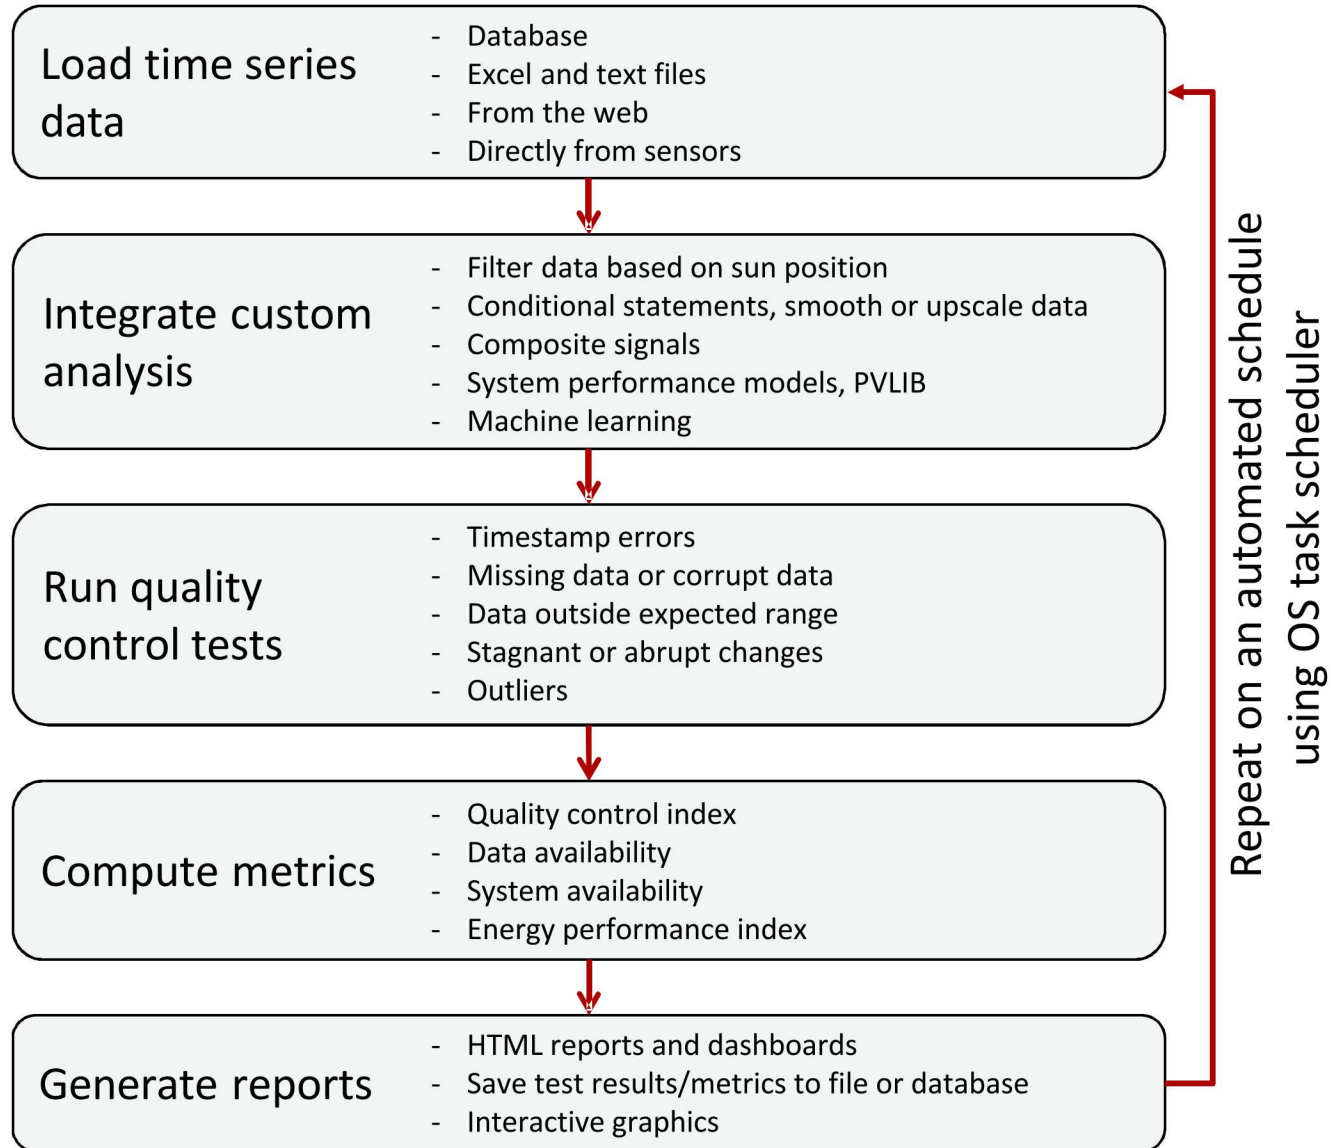 Load time series
data
- Database
- Excel and text files
- From the web
- Directly from sensors
Integrate custom
analysis
- Filter data based on sun position
- Conditional statements, smooth or upscale data
- Composite signals
- System performance models, PVLIB
- Machine learning
Run quality
control tests
- Timestamp errors
- Missing data or corrupt data
- Data outside expected range
- Stagnant or abrupt changes
- Outliers
Compute metrics
- Quality control index
- Data availability
- System availability
- Energy performance index
Generate reports
- HTML reports and dashboards
- Save test results/metrics to file or database
- Interactive graphics
Repeat on an automated schedule
using OS task scheduler